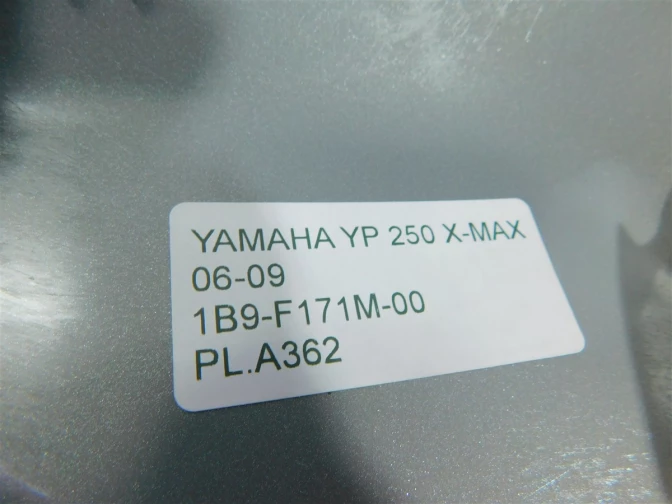 YAMAHA YP 250 X-MAX
06-09
1B9-F171M-00
PL.A362